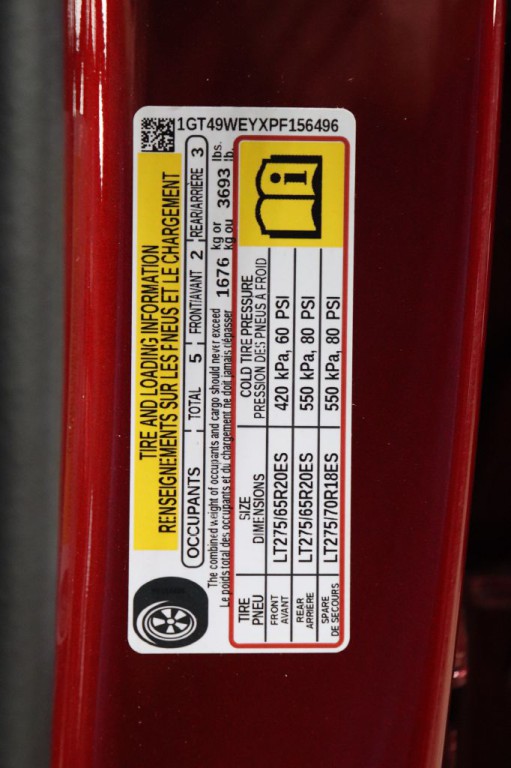 1GT49WEYXPF156496
TIRE AND LOADING INFORMATION
RENSEIGNEMENTS SUR LES PNEUS ET LE CHARGEMENT
OCCUPANTS TOTAL 5 FRONT/AVANT 2 REAR/ARRIÈRE 3
The combined weight of occupants and cargo should never exceed 1676 kg or 3693 lbs.
Le poids total des occupants et du chargement ne doit jamais dépasser 1676 kg ou 3693 lb.
TIRE SIZE COLD TIRE PRESSURE
PNEU DIMENSIONS PRESSION DES PNEUS À FROID
FRONT
AVANT
LT275/65R20ES 420 kPa, 60 PSI
REAR
ARRIÈRE
LT275/65R20ES 550 kPa, 80 PSI
SPARE
DE SECOURS
LT275/70R18ES 550 kPa, 80 PSI